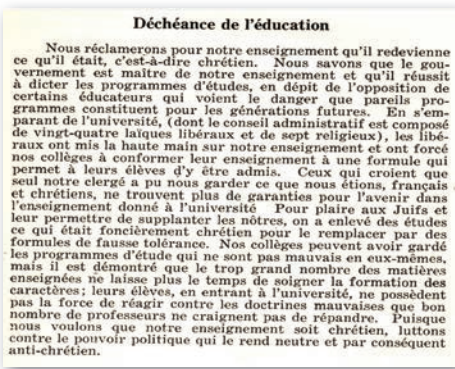 Déchéance de l'éducation
Nous réclamerons pour notre enseignement qu'il redevienne
ce qu'il était, c'est-à-dire chrétien. Nous savons que le gou-
vernement est maître de notre enseignement et qu'il réussit
à dicter les programmes d'études, en dépit de l'opposition de
certains éducateurs qui voient le danger que pareils pro-
grammes constituent pour les générations futures. En s'em-
parant de l'université, (dont le conseil administratif est composé
de vingt-quatre laïques libéraux et de sept religieux), les libé-
raux ont mis la haute main sur notre enseignement et ont forcé
nos collèges à conformer leur enseignement à une formule qui
permet à leurs élèves d'y être admis. Ceux qui croient que
seul notre clergé a pu nous garder ce que nous étions, français
et chrétiens, ne trouvent plus de garanties pour l'avenir dans
l'enseignement donné à l'université Pour plaire aux Juifs et
leur permettre de supplanter les nôtres, on a enlevé des études
ce qui était foncièrement chrétien pour le remplacer par des
formules de fausse tolérance. Nos collèges peuvent avoir gardé
les programmes d'étude qui ne sont pas mauvais en eux-mêmes,
mais il est démontré que le trop grand nombre des matières
enseignées ne laisse plus le temps de soigner la formation des
caractères; leurs élèves, en entrant à l'université, ne possèdent
pas la force de réagir contre les doctrines mauvaises que bon
nombre de professeurs ne craignent pas de répandre. Puisque
nous voulons que notre enseignement soit chrétien, luttons
contre le pouvoir politique qui le rend neutre et par conséquent
anti-chrétien.